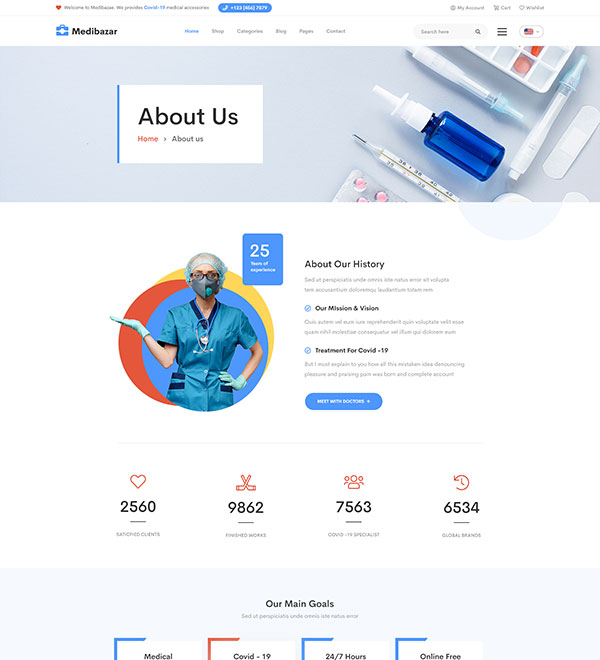 Welcome to Medibazar. We provides Covid-19 medical accessories
+123 (456) 7879
My Account
Cart
Wishlist
Medibazar
Home
Shop
Categories
Blog
Pages
Contact
Search here
About Us
Home > About us
25
Years of
experience
About Our History
Sed ut perspiciatis unde omnis iste natus error sit volupta
tem accusantium doloremqu laudantium totam rem
Our MIssion & Vision
Quis autem vel eum iure reprehenderit quin voluptate velit esse
quam nihil molestiae consequatur vel illum qui dolorem eum
Treatment For Covid -19
But I must explain to you how all this mistaken idea denouncing
pleasure and praising pain was born and complete account
MEET WITH DOCTORS →
2560
SATICFIED CLIENTS
9862
FINISHED WORKS
7563
COVID -19 SPECIALIST
6534
GLOBAL BRANDS
Our Main Goals
Sed ut perspiciatis unde omnis iste natus error
Medical
Covid - 19
24/7 Hours
Online Free